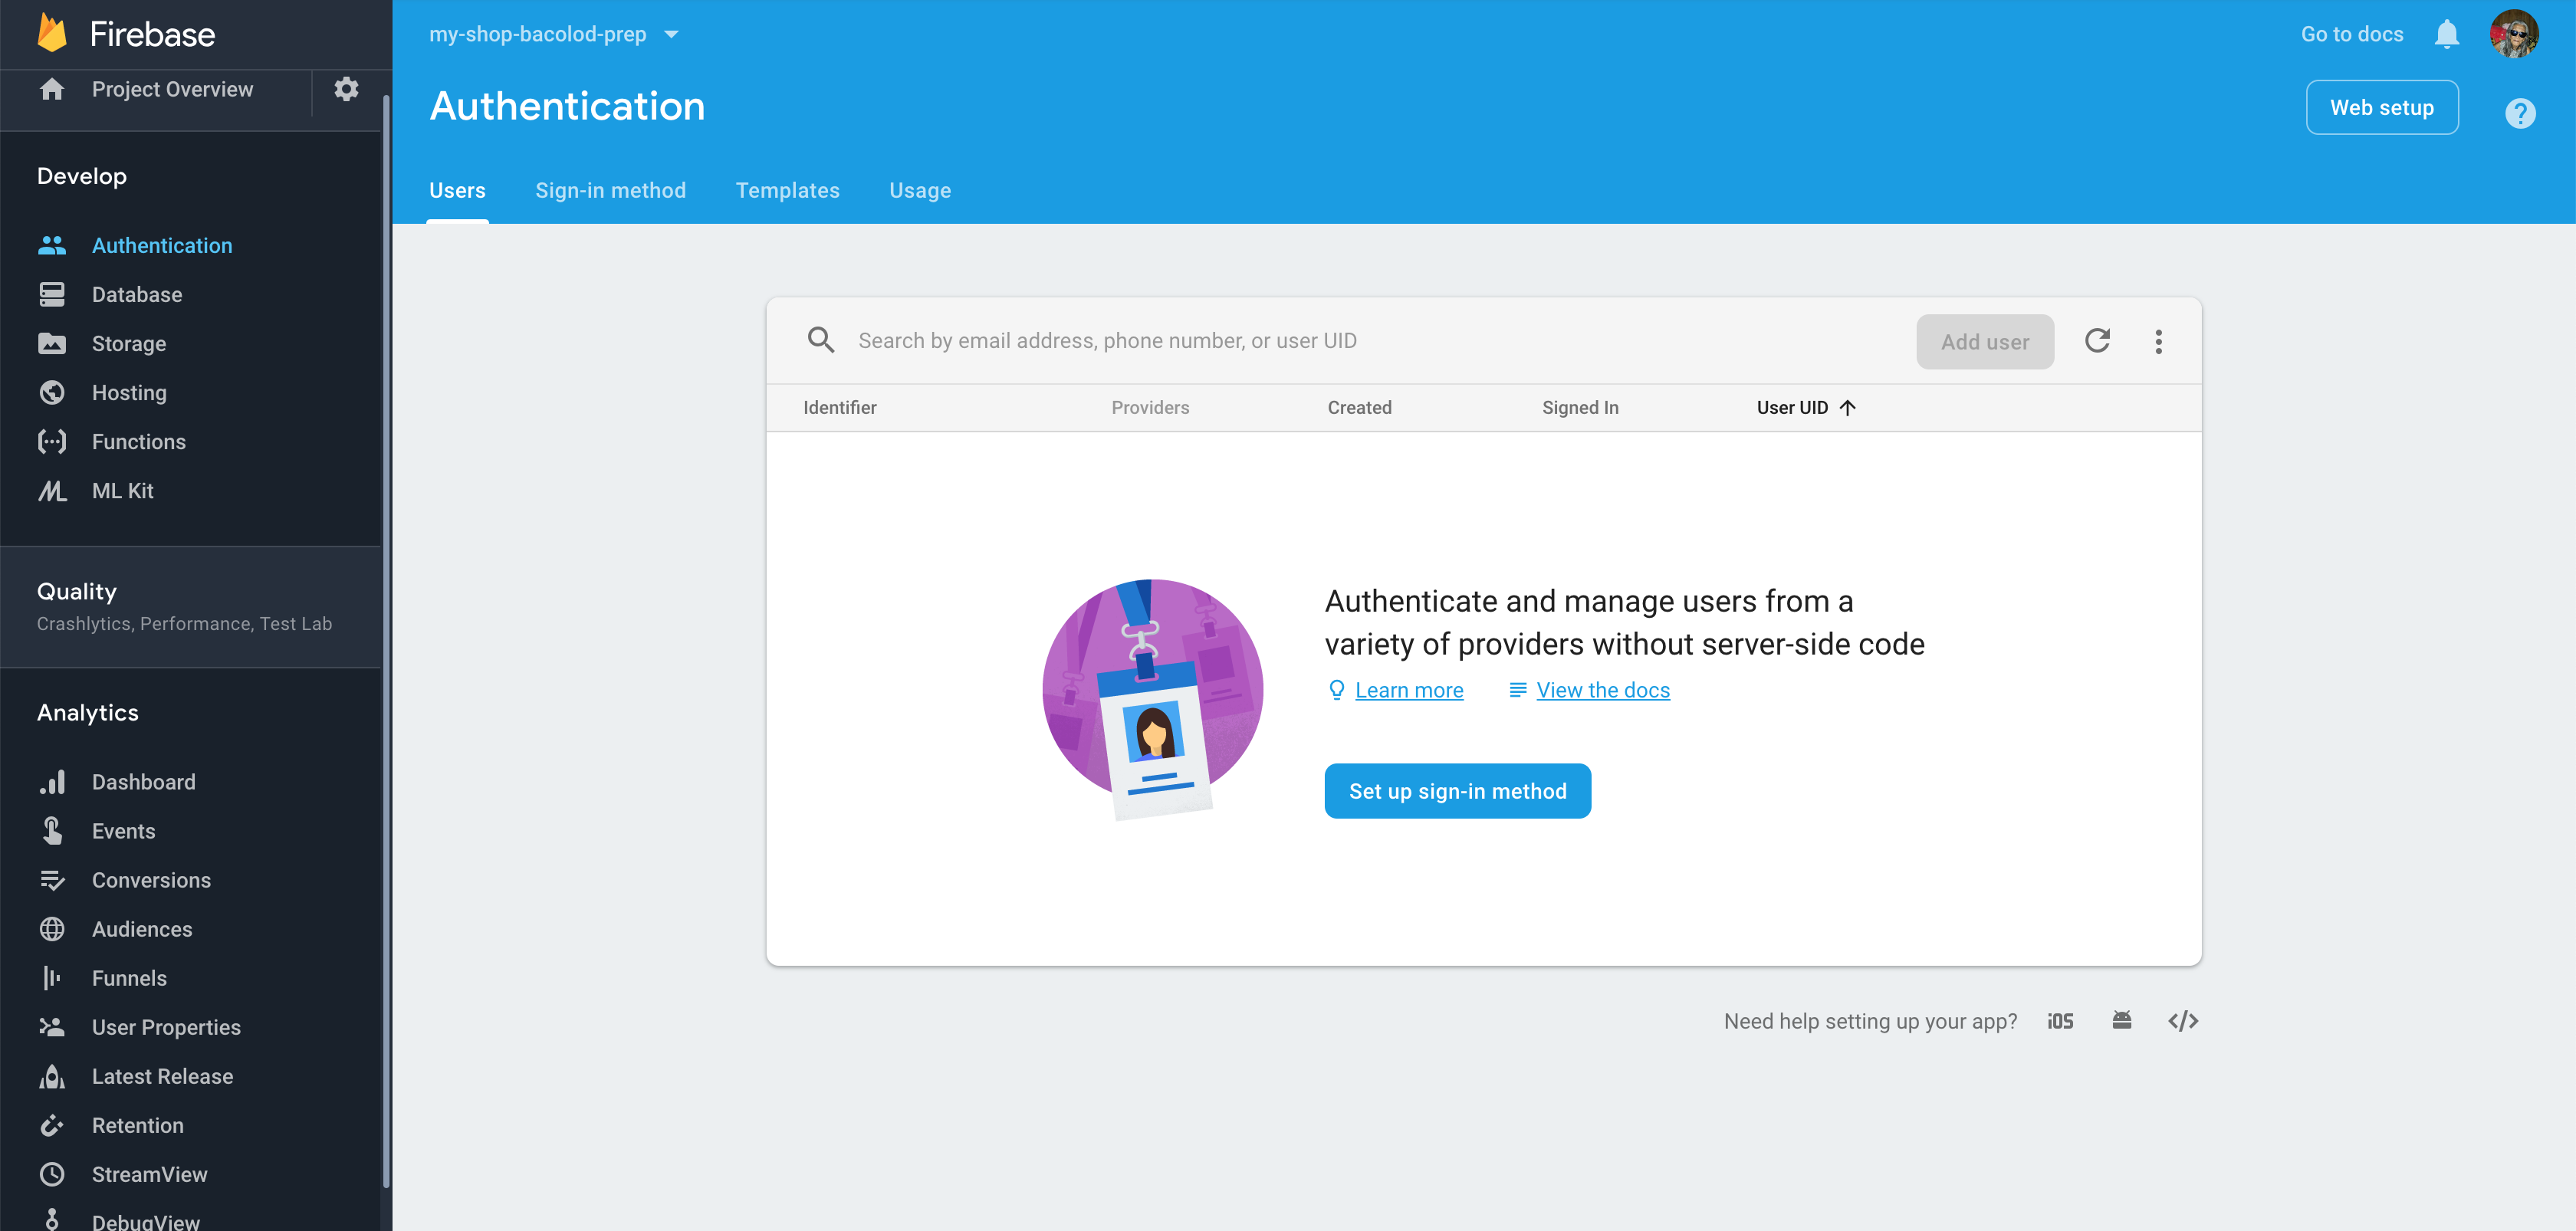 Firebase
Project Overview
Develop
Authentication
Database
Storage
Hosting
Functions
ML Kit
Quality
Crashlytics, Performance, Test Lab
Analytics
Dashboard
Events
Conversions
Audiences
Funnels
User Properties
Latest Release
Retention
StreamView
DebugView
my-shop-bacolod-prep
Go to docs
Authentication
Web setup
?
Users Sign-in method Templates Usage
Search by email address, phone number, or user UID
Add user
Identifier Providers Created Signed In User UID
Authenticate and manage users from a
variety of providers without server-side code
Learn more View the docs
Set up sign-in method
Need help setting up your app? iOS </>